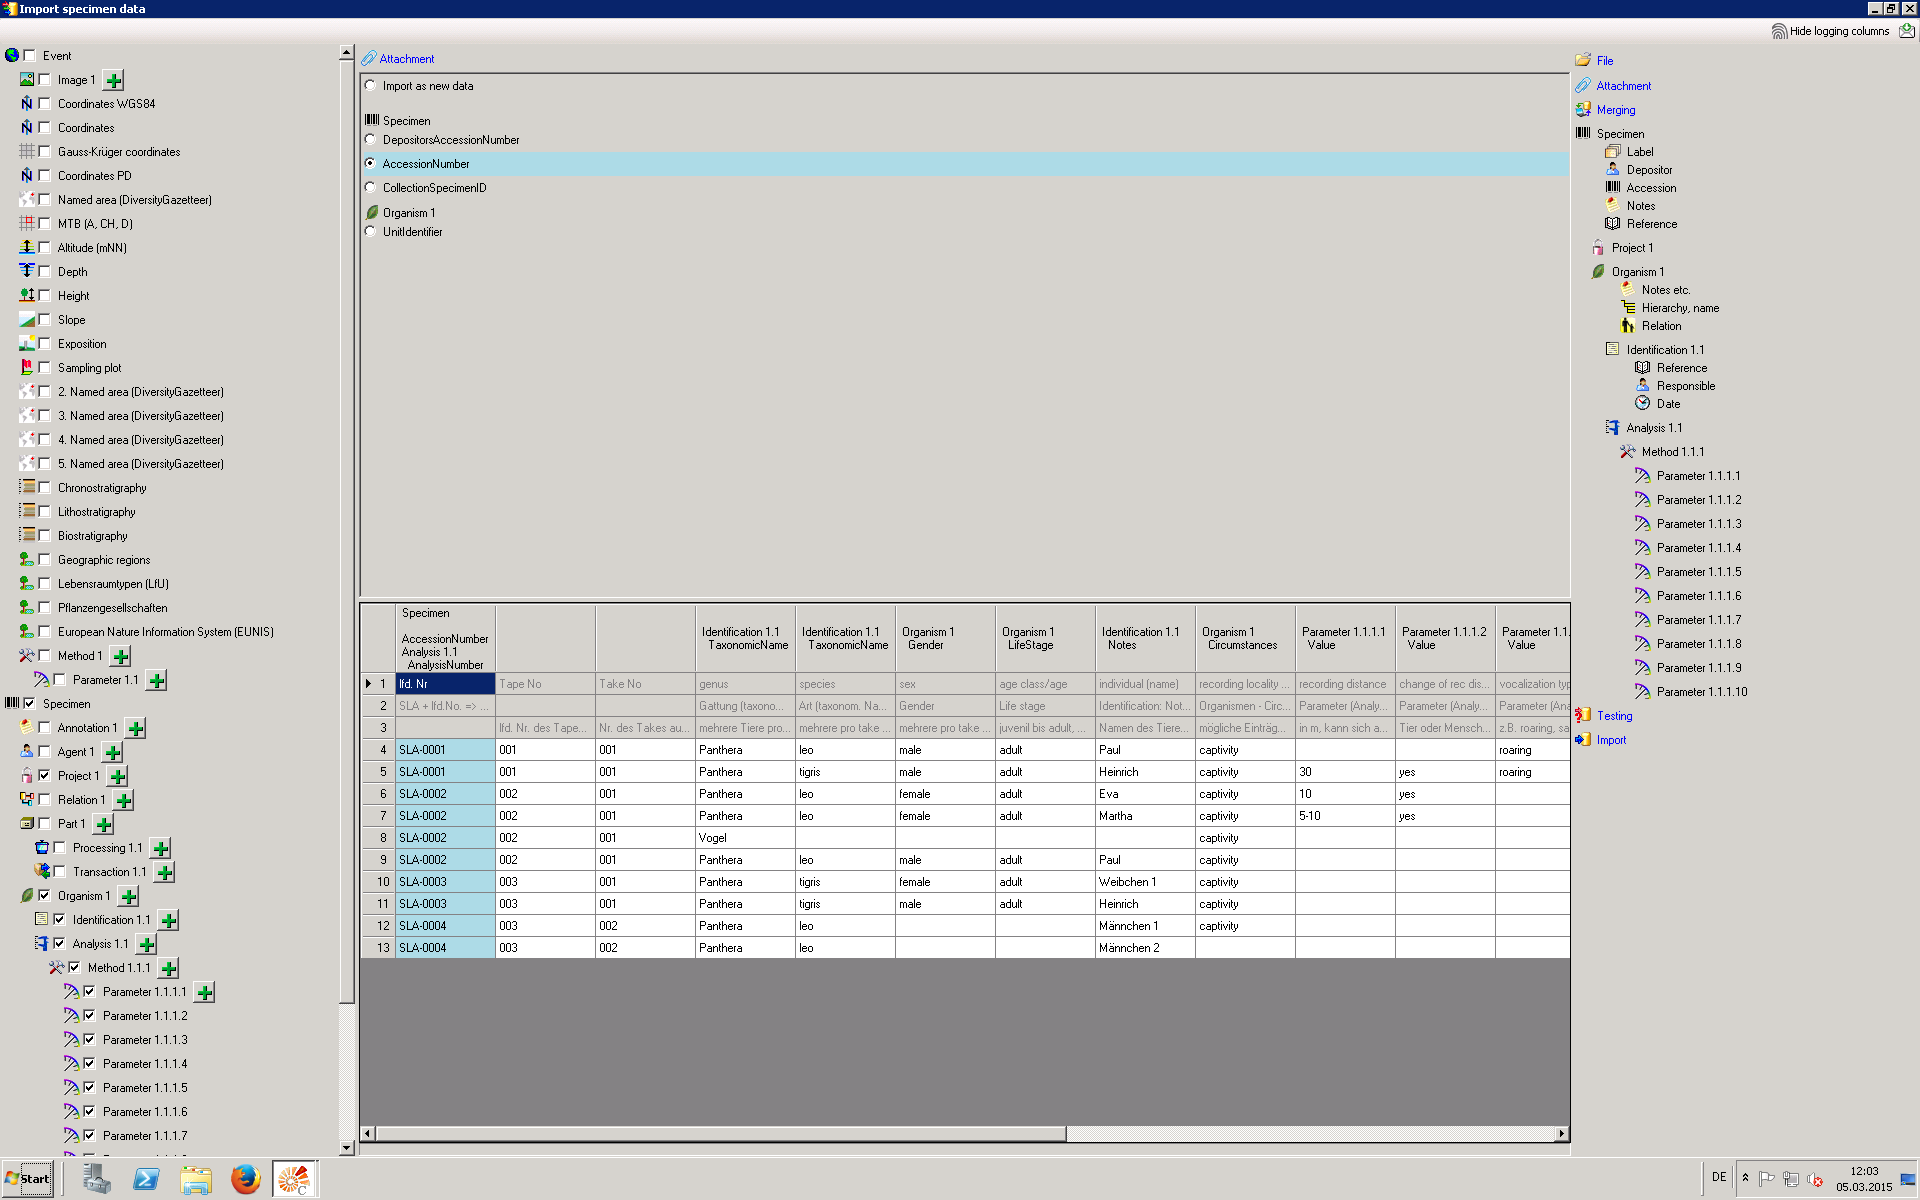 Import specimen data
Hide logging columns
Event
Image 1
Coordinates WGS84
Coordinates
Gauss-Krüger coordinates
Coordinates PD
Named area (DiversityGazetteer)
MTB (A, CH, D)
Altitude (mNN)
Depth
Height
Slope
Exposition
Sampling plot
2. Named area (DiversityGazetteer)
3. Named area (DiversityGazetteer)
4. Named area (DiversityGazetteer)
5. Named area (DiversityGazetteer)
Chronostratigraphy
Lithostratigraphy
Biostratigraphy
Geographic regions
Lebensraumtypen (LfU)
Pflanzengesellschaften
European Nature Information System (EUNIS)
Method 1
Parameter 1.1
Specimen
Annotation 1
Agent 1
Project 1
Relation 1
Part 1
Processing 1.1
Transaction 1.1
Organism 1
Identification 1.1
Analysis 1.1
Method 1.1.1
Parameter 1.1.1.1
Parameter 1.1.1.2
Parameter 1.1.1.3
Parameter 1.1.1.4
Parameter 1.1.1.5
Parameter 1.1.1.6
Parameter 1.1.1.7
Attachment
Import as new data
Specimen
DepositorsAccessionNumber
AccessionNumber
CollectionSpecimenID
Organism 1
UnitIdentifier
Specimen
AccessionNumber
Analysis 1.1
AnalysisNumber
Identification 1.1 TaxonomicName
Identification 1.1 TaxonomicName
Organism 1 Gender
Organism 1 LifeStage
Identification 1.1 Notes
Organism 1 Circumstances
Parameter 1.1.1.1 Value
Parameter 1.1.1.2 Value
Parameter 1.1. Value
1 lfd. Nr Tape No Take No genus species sex age class/age individual (name) recording locality ... recording distance change of rec dis... vocalization typ
2 SLA + lfd.No. => ... Gattung (taxono... Art (taxonom. Na... Gender Life stage Identification: Not... Organismen - Circ... Parameter (Analy... Parameter (Analy... Parameter (Ana
3 lfd. Nr. des Tape... Nr. des Takes au... mehrere Tiere pro... mehrere pro take ... mehrere pro take ... juvenil bis adult, ... Namen des Tiere... mögliche Einträg... in m, kann sich a... Tier oder Mensch... z.B. roaring, sa
4 SLA-0001 001 001 Panthera leo male adult Paul captivity roaring
5 SLA-0001 001 001 Panthera tigris male adult Heinrich captivity 30 yes roaring
6 SLA-0002 002 001 Panthera leo female adult Eva captivity 10 yes
7 SLA-0002 002 001 Panthera leo female adult Martha captivity 5-10 yes
8 SLA-0002 002 001 Vogel captivity
9 SLA-0002 002 001 Panthera leo male adult Paul captivity
10 SLA-0003 003 001 Panthera tigris female adult Weibchen 1 captivity
11 SLA-0003 003 001 Panthera tigris male adult Heinrich captivity
12 SLA-0004 003 002 Panthera leo Männchen 1 captivity
13 SLA-0004 003 002 Panthera leo Männchen 2
File
Attachment
Merging
Specimen
Label
Depositor
Accession
Notes
Reference
Project 1
Organism 1
Notes etc.
Hierarchy, name
Relation
Identification 1.1
Reference
Responsible
Date
Analysis 1.1
Method 1.1.1
Parameter 1.1.1.1
Parameter 1.1.1.2
Parameter 1.1.1.3
Parameter 1.1.1.4
Parameter 1.1.1.5
Parameter 1.1.1.6
Parameter 1.1.1.7
Parameter 1.1.1.8
Parameter 1.1.1.9
Parameter 1.1.1.10
Testing
Import
Start
C
DE
12:03
05.03.2015